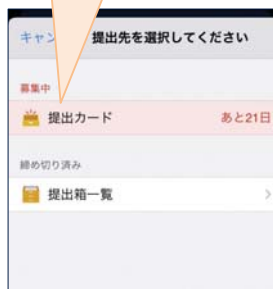 キャン 提出先を選択してください
募集中
提出カード あと21日
締め切り済み
提出箱一覧